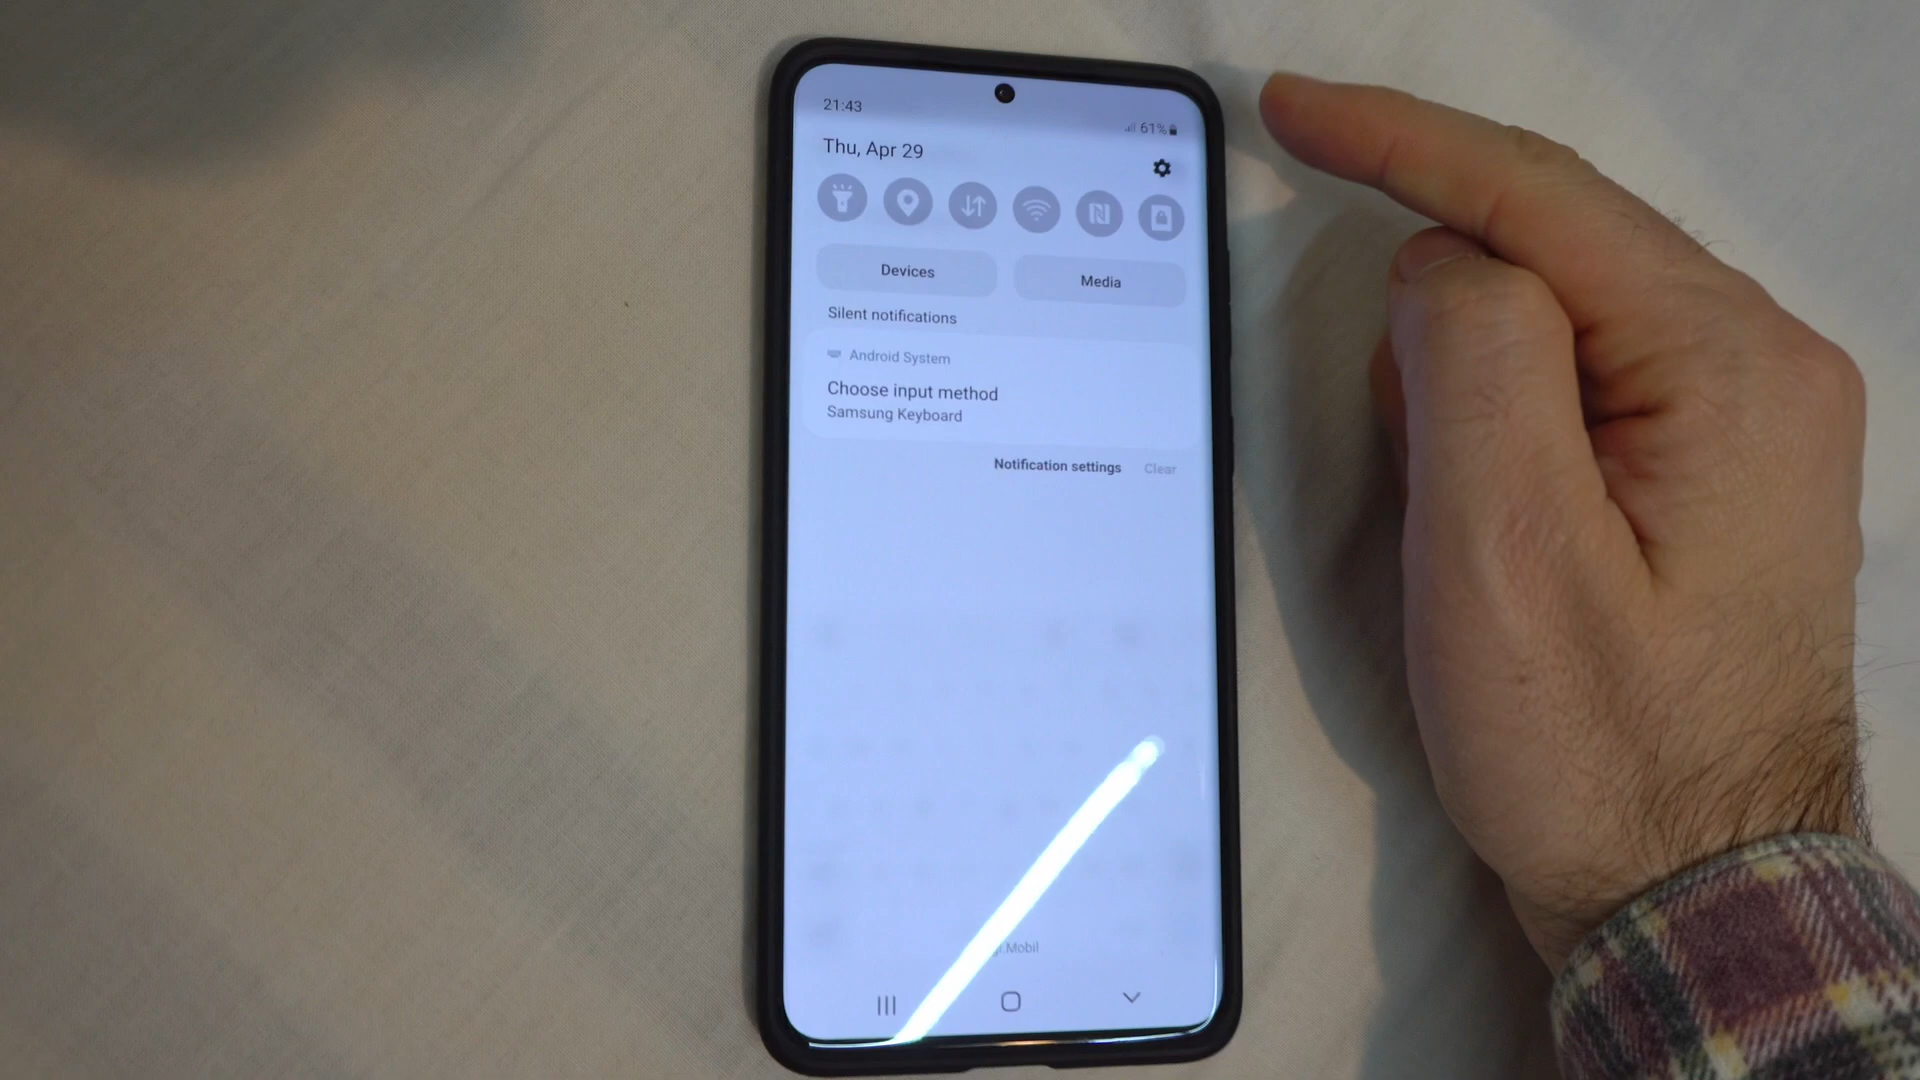 21:43
61%
Thu, Apr 29
Devices
Media
Silent notifications
Android System
Choose input method
Samsung Keyboard
Notification settings
Clear
.Mobil